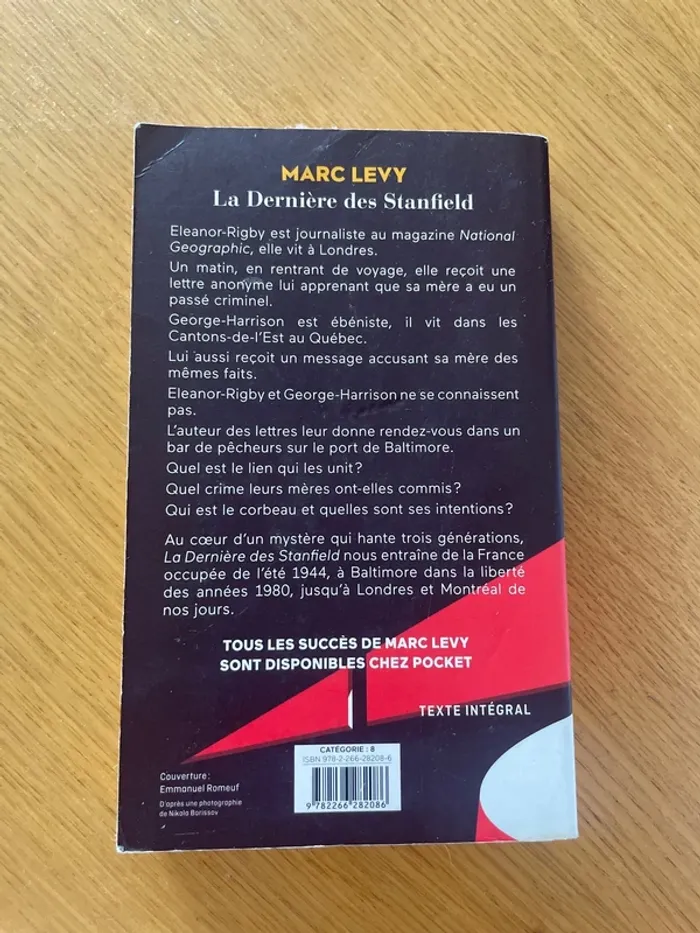 MARC LEVY
La Dernière des Stanfield
Eleanor-Rigby est journaliste au magazine National
Geographic, elle vit à Londres.
Un matin, en rentrant de voyage, elle reçoit une
lettre anonyme lui apprenant que sa mère a eu un
passé criminel.
George-Harrison est ébéniste, il vit dans les
Cantons-de-l'Est au Québec.
Lui aussi reçoit un message accusant sa mère des
mêmes faits.
Eleanor-Rigby et George-Harrison ne se connaissent
pas.
L'auteur des lettres leur donne rendez-vous dans un
bar de pêcheurs sur le port de Baltimore.
Quel est le lien qui les unit ?
Quel crime leurs mères ont-elles commis ?
Qui est le corbeau et quelles sont ses intentions ?
Au cœur d'un mystère qui hante trois générations,
La Dernière des Stanfield nous entraîne de la France
occupée de l'été 1944, à Baltimore dans la liberté
des années 1980, jusqu'à Londres et Montréal de
nos jours.
TOUS LES SUCCÈS DE MARC LEVY
SONT DISPONIBLES CHEZ POCKET
TEXTE INTÉGRAL
CATÉGORIE : 8
ISBN 978-2-266-28208-6
9 782266 282086
Couverture :
Emmanuel Romeuf
D'après une photographie
de Nikola Borissov